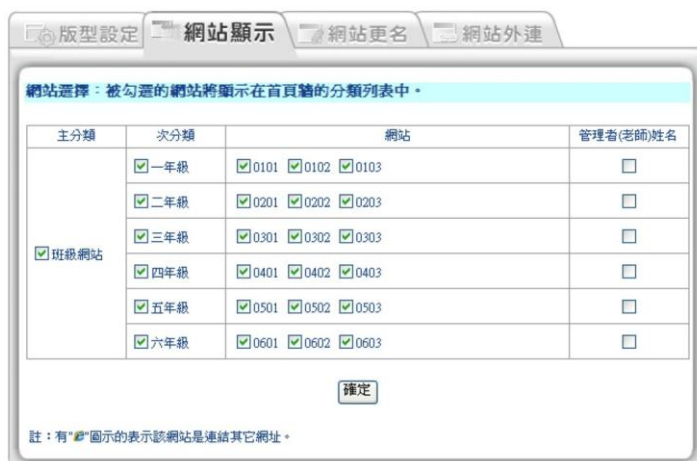 版型設定 網站顯示 網站更名 網站外連
網站選擇：被勾選的網站將顯示在首頁牆的分類列表中。
主分類 次分類 網站 管理者(老師)姓名
班級網站
一年級 0101 0102 0103
二年級 0201 0202 0203
三年級 0301 0302 0303
四年級 0401 0402 0403
五年級 0501 0502 0503
六年級 0601 0602 0603
確定
註：有"e"圖示的表示該網站是連結其它網址。